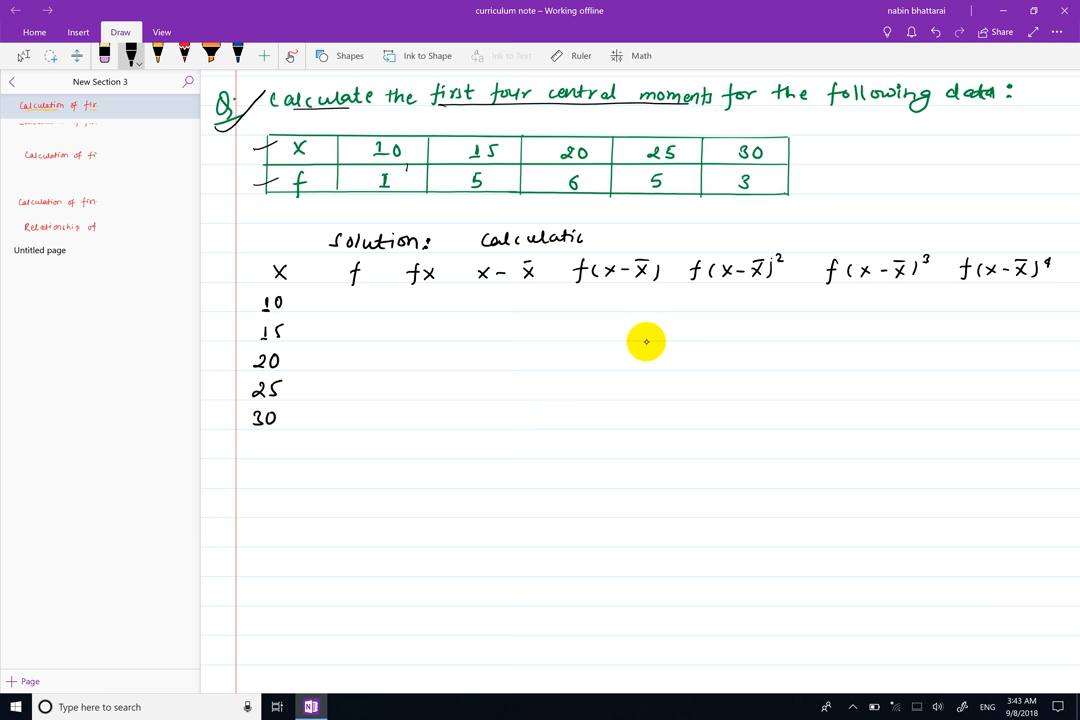 curriculum note – Working offline
nabin bhattarai
Home Insert Draw View
Share
Shapes Ink to Shape Ink to Text Ruler Math
New Section 3
Calculation of fir
Calculation of fi
Calculation of fin
Relationship of
Untitled page
Q: Calculate the first four central moments for the following data:
X 10 15 20 25 30
f 1 5 6 5 3
Solution: Calculatic
X f fx x - x̄ f(x - x̄) f(x - x̄)² f(x - x̄)³ f(x - x̄)⁴
10
15
20
25
30
+ Page
Type here to search
ENG
3:43 AM
9/8/2018